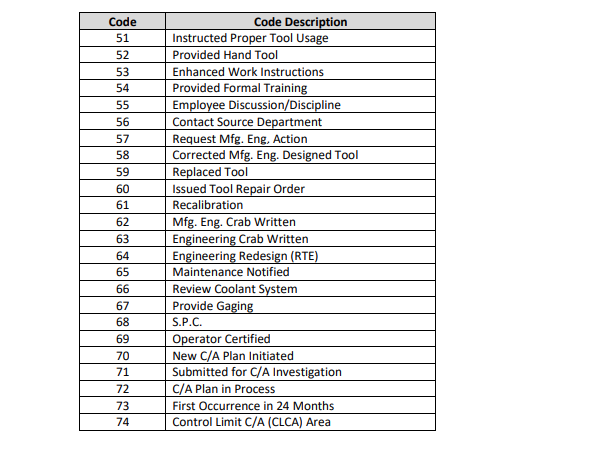 Code Code Description
51 Instructed Proper Tool Usage
52 Provided Hand Tool
53 Enhanced Work Instructions
54 Provided Formal Training
55 Employee Discussion/Discipline
56 Contact Source Department
57 Request Mfg. Eng, Action
58 Corrected Mfg. Eng. Designed Tool
59 Replaced Tool
60 Issued Tool Repair Order
61 Recalibration
62 Mfg. Eng. Crab Written
63 Engineering Crab Written
64 Engineering Redesign (RTE)
65 Maintenance Notified
66 Review Coolant System
67 Provide Gaging
68 S.P.C.
69 Operator Certified
70 New C/A Plan Initiated
71 Submitted for C/A Investigation
72 C/A Plan in Process
73 First Occurrence in 24 Months
74 Control Limit C/A (CLCA) Area